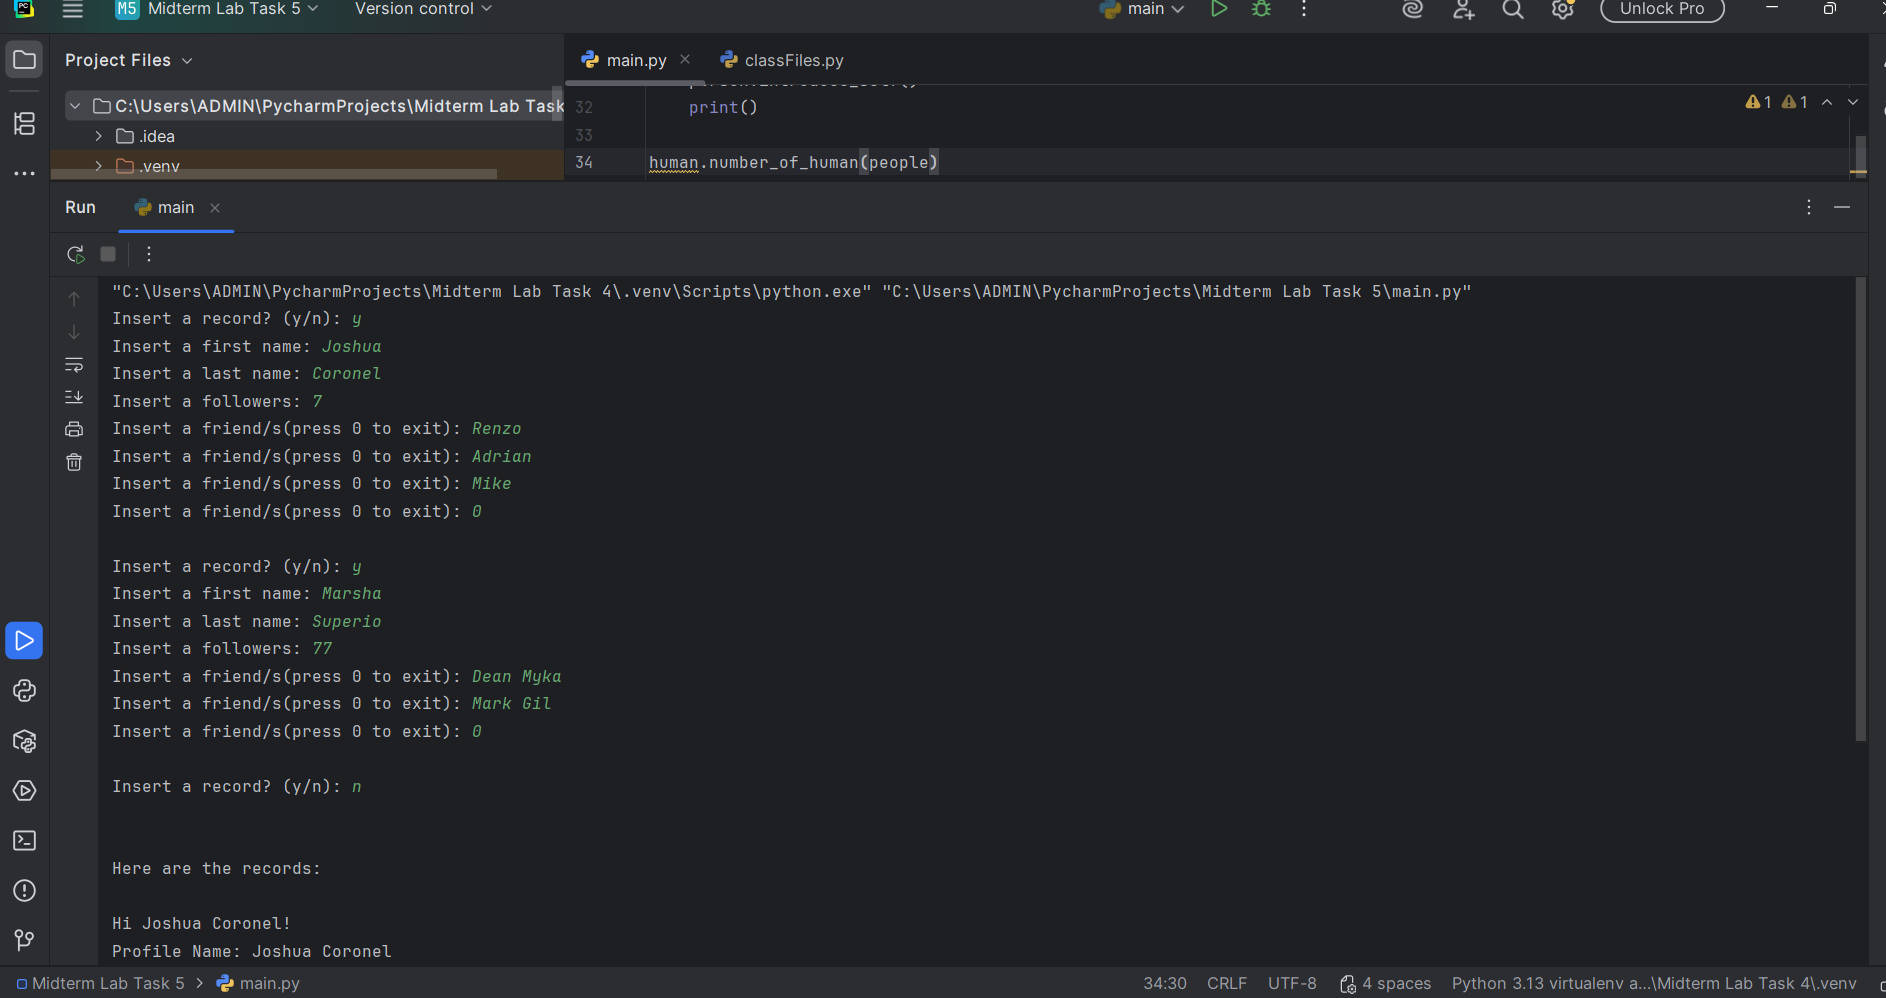 M5 Midterm Lab Task 5 Version control main Unlock Pro
Project Files
main.py classFiles.py
C:\Users\ADMIN\PycharmProjects\Midterm Lab Task
.idea
.venv
32 print()
33
34 human.number_of_human(people)
1 1
Run main
"C:\Users\ADMIN\PycharmProjects\Midterm Lab Task 4\.venv\Scripts\python.exe" "C:\Users\ADMIN\PycharmProjects\Midterm Lab Task 5\main.py"
Insert a record? (y/n): y
Insert a first name: Joshua
Insert a last name: Coronel
Insert a followers: 7
Insert a friend/s(press 0 to exit): Renzo
Insert a friend/s(press 0 to exit): Adrian
Insert a friend/s(press 0 to exit): Mike
Insert a friend/s(press 0 to exit): 0
Insert a record? (y/n): y
Insert a first name: Marsha
Insert a last name: Superio
Insert a followers: 77
Insert a friend/s(press 0 to exit): Dean Myka
Insert a friend/s(press 0 to exit): Mark Gil
Insert a friend/s(press 0 to exit): 0
Insert a record? (y/n): n
Here are the records:
Hi Joshua Coronel!
Profile Name: Joshua Coronel
Midterm Lab Task 5 > main.py 34:30 CRLF UTF-8 4 spaces Python 3.13 virtualenv a...\Midterm Lab Task 4\.venv